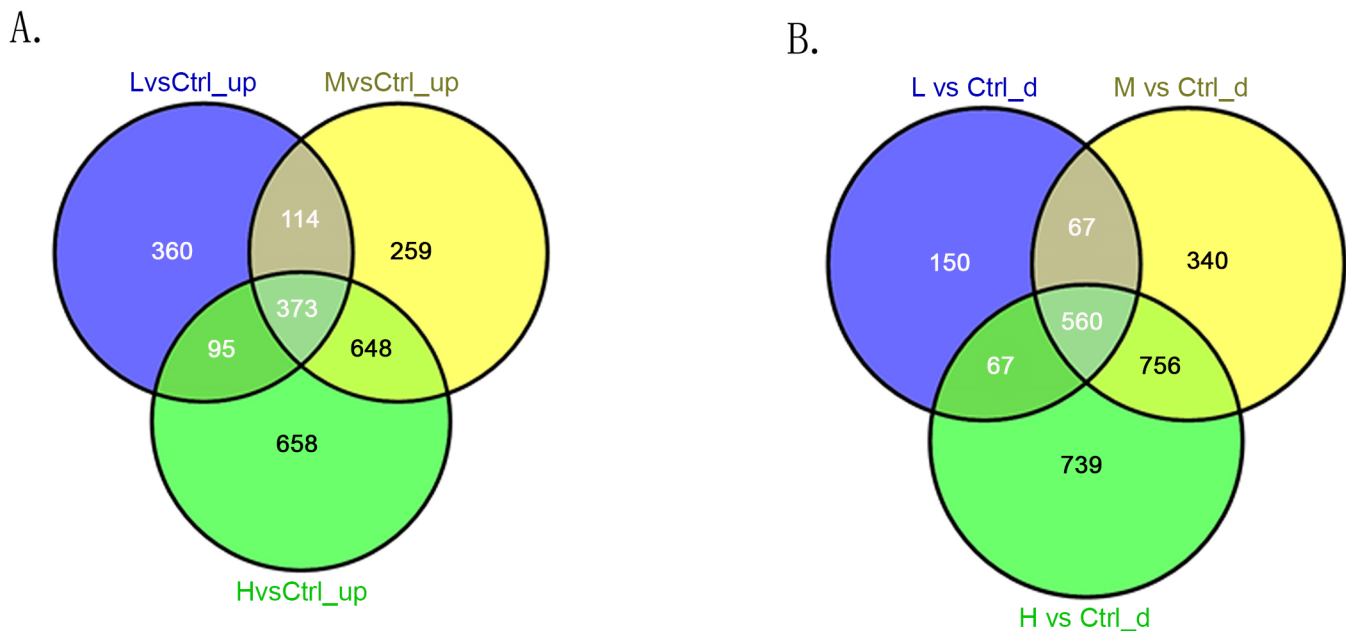 A.
LvsCtrl_up
MvsCtrl_up
114
360
259
373
95
648
658
HvsCtrl_up
B.
L vs Ctrl_d
M vs Ctrl_d
67
150
340
560
67
756
739
H vs Ctrl_d